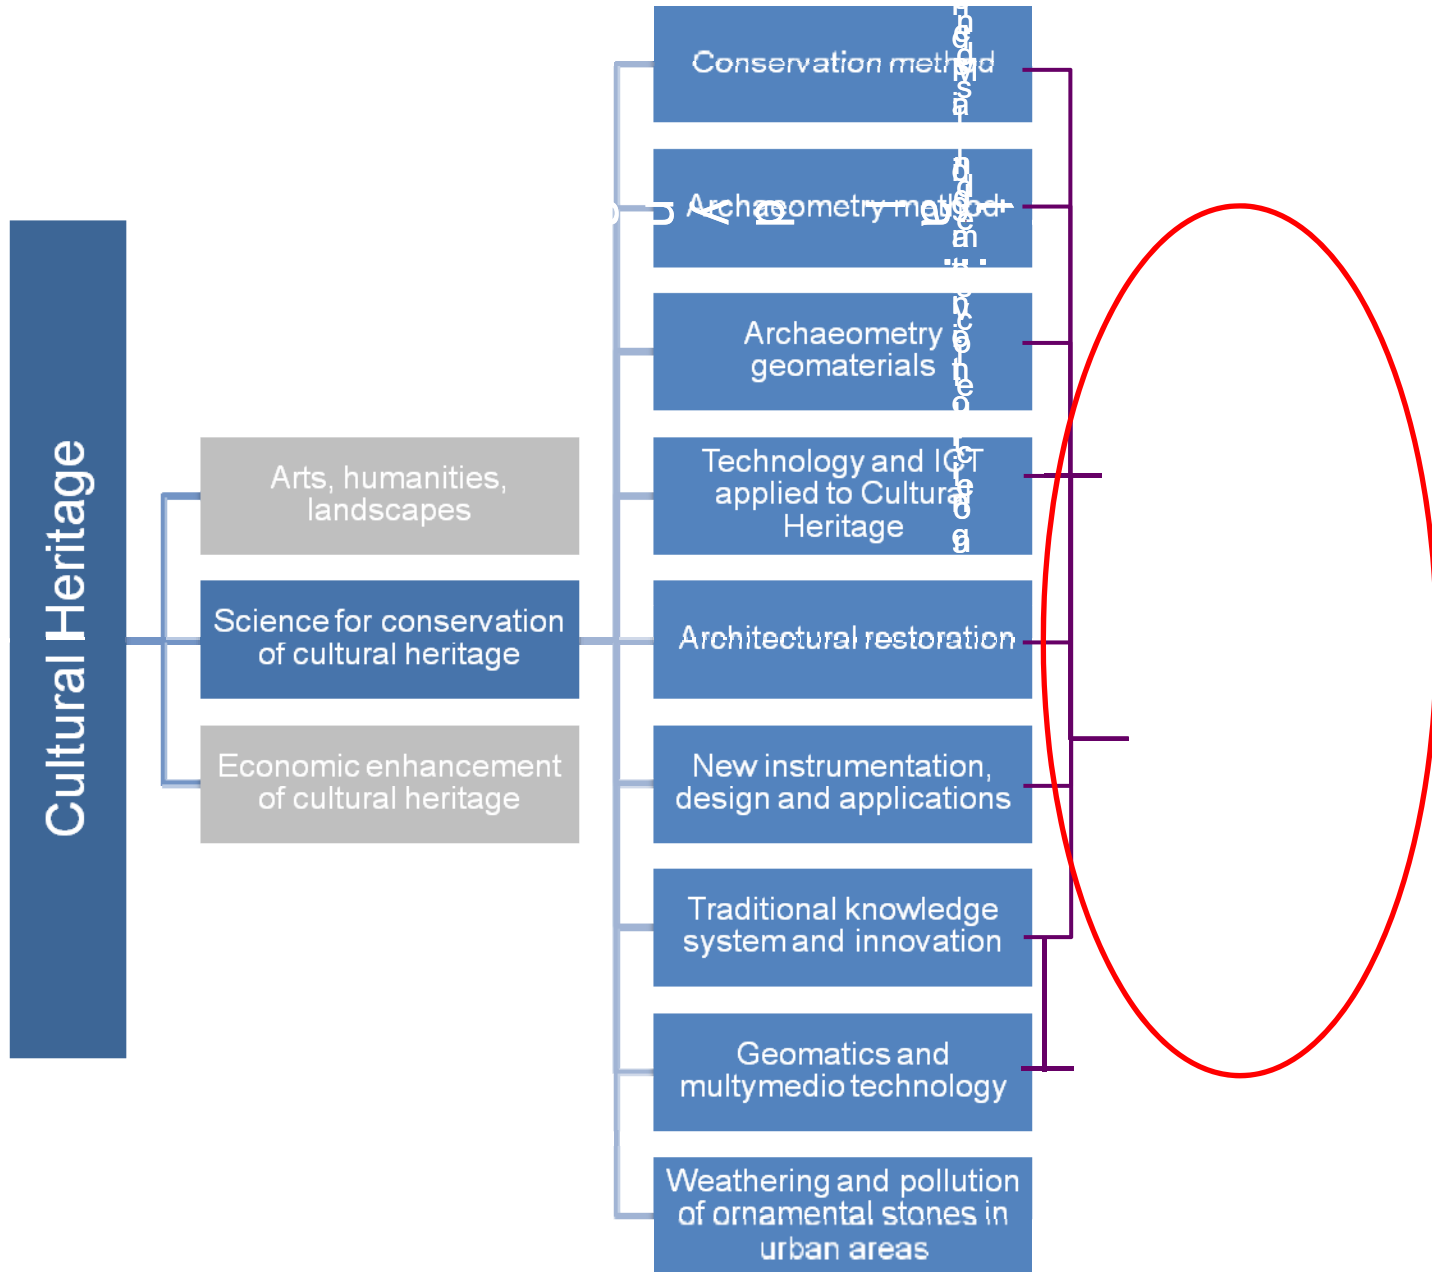 Cultural Heritage
Arts, humanities,
landscapes
Science for conservation
of cultural heritage
Economic enhancement
of cultural heritage
Conservation method
Archaeometry method
Archaeometry
geomaterials
Technology and ICT
applied to Cultural
Heritage
Architectural restoration
New instrumentation,
design and applications
Traditional knowledge
system and innovation
Geomatics and
multymedio technology
Weathering and pollution
of ornamental stones in
urban areas